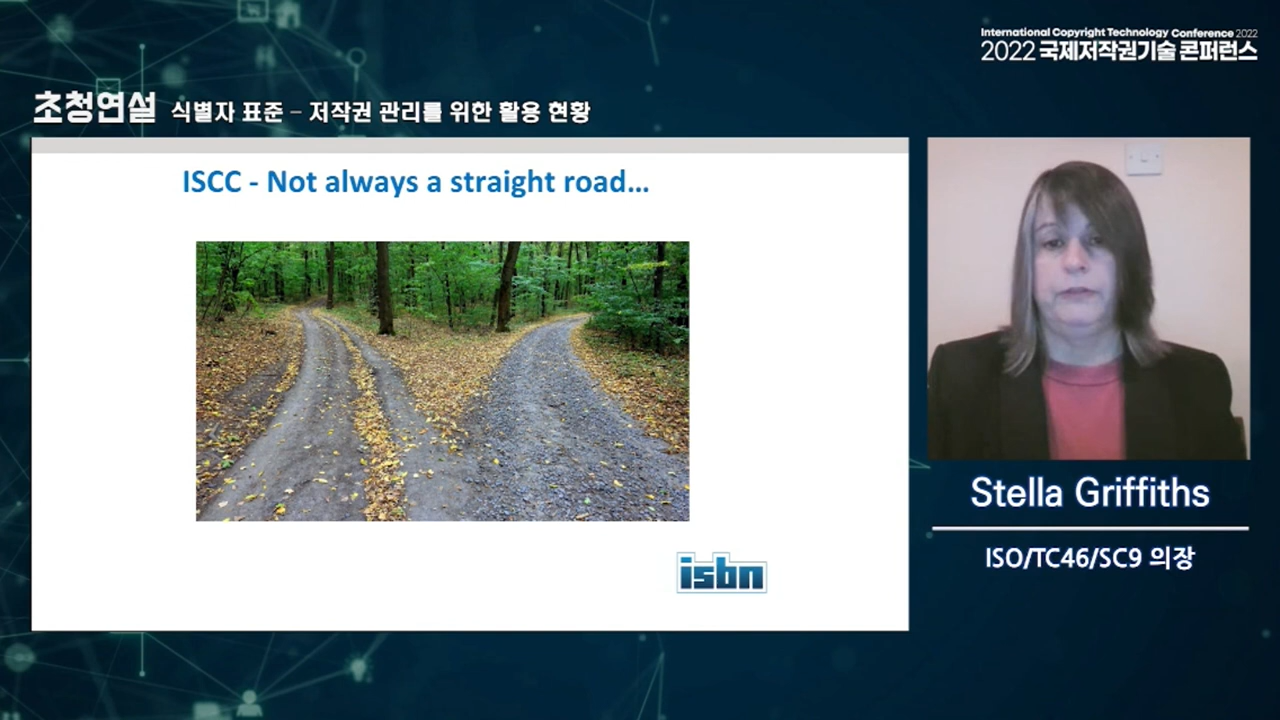 International Copyright Technology Conference 2022
2022 국제저작권기술 콘퍼런스
초청연설 식별자 표준 – 저작권 관리를 위한 활용 현황
ISCC - Not always a straight road...
isbn
Stella Griffiths
ISO/TC46/SC9 의장